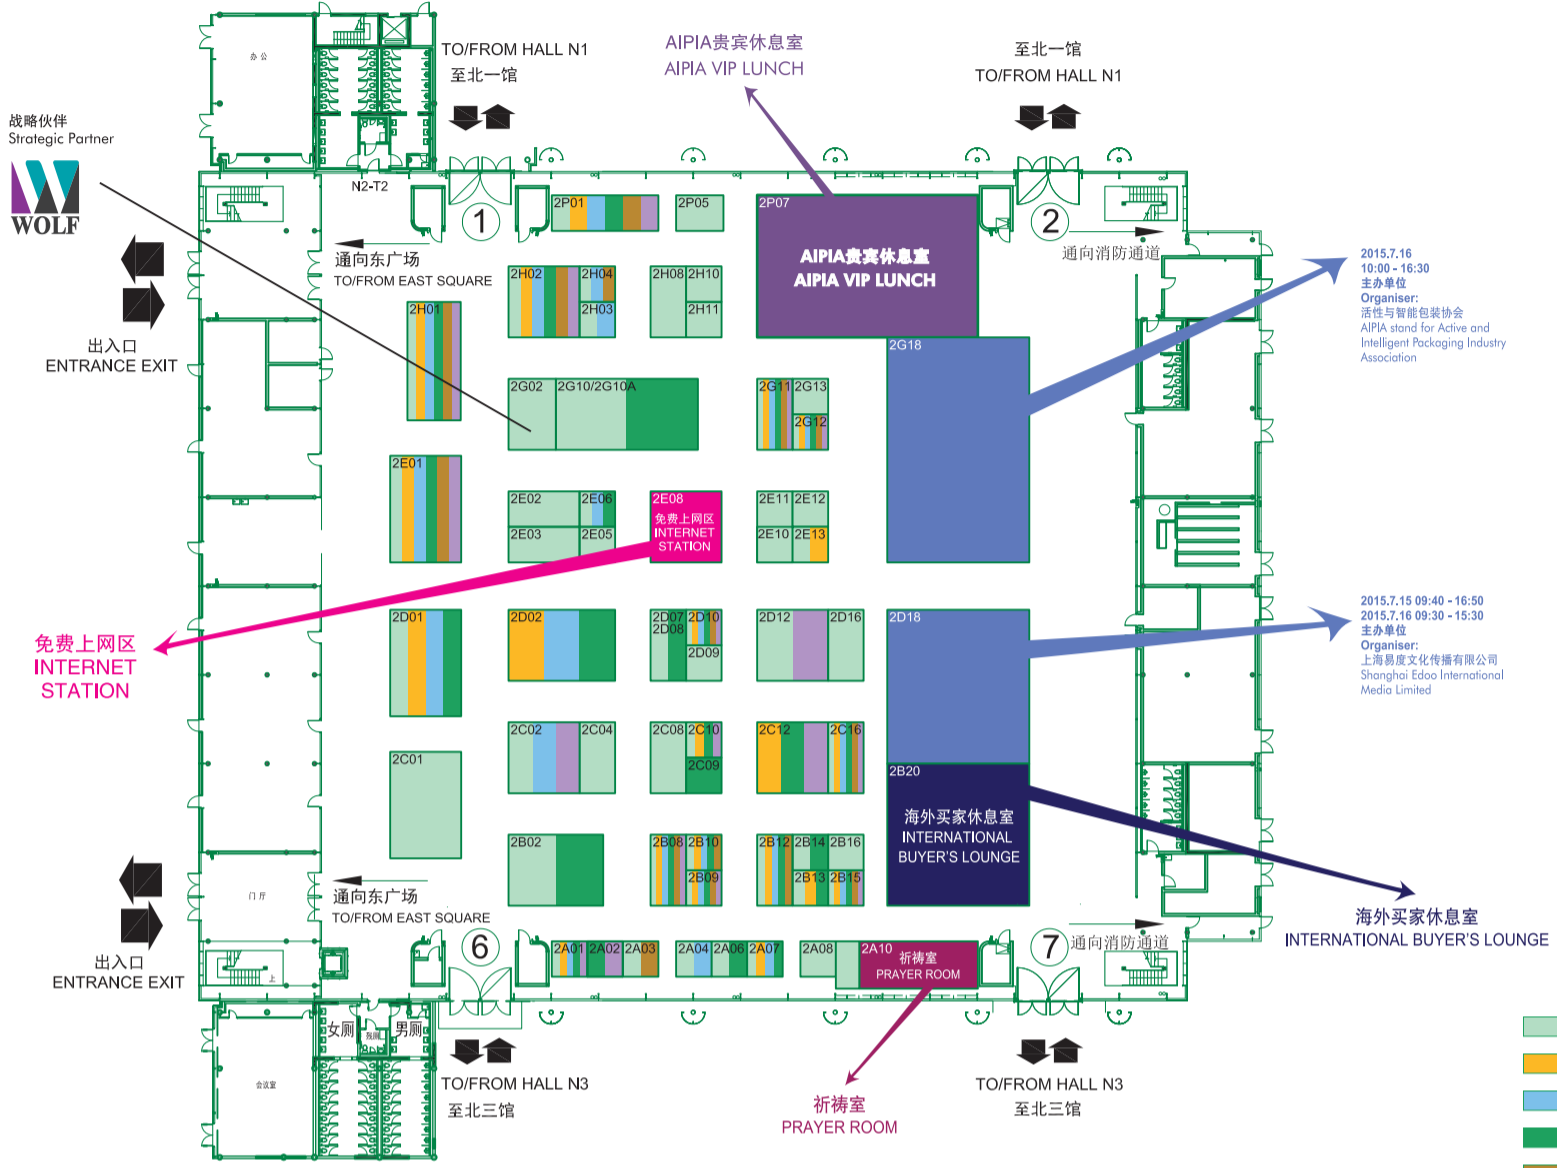 办公
TO/FROM HALL N1
至北一馆
AIPIA贵宾休息室
AIPIA VIP LUNCH
至北一馆
TO/FROM HALL N1
战略伙伴
Strategic Partner
WOLF
N2-T2
1
2
通向东广场
TO/FROM EAST SQUARE
通向消防通道
出入口
ENTRANCE EXIT
2P01
2P05
2P07
AIPIA贵宾休息室
AIPIA VIP LUNCH
2015.7.16
10:00 - 16:30
主办单位
Organiser:
活性与智能包装协会
AIPIA stand for Active and
Intelligent Packaging Industry
Association
2H01
2H02
2H04
2H03
2H08
2H10
2H11
2G18
2G02
2G10/2G10A
2G11
2G13
2G12
2E01
2E02
2E06
2E03
2E05
2E08
免费上网区
INTERNET
STATION
2E11
2E12
2E10
2E13
免费上网区
INTERNET
STATION
2D01
2D02
2D07
2D08
2D10
2D09
2D12
2D16
2D18
2015.7.15 09:40 - 16:50
2015.7.16 09:30 - 15:30
主办单位
Organiser:
上海易度文化传播有限公司
Shanghai Edoo International
Media Limited
2C01
2C02
2C04
2C08
2C10
2C09
2C12
2C16
2B20
海外买家休息室
INTERNATIONAL
BUYER'S LOUNGE
2B02
2B08
2B10
2B09
2B12
2B14
2B16
2B13
2B15
门厅
通向东广场
TO/FROM EAST SQUARE
出入口
ENTRANCE EXIT
上
6
7
通向消防通道
海外买家休息室
INTERNATIONAL BUYER'S LOUNGE
2A01
2A02
2A03
2A04
2A06
2A07
2A08
2A10
祈祷室
PRAYER ROOM
女厕
残厕
男厕
会议室
TO/FROM HALL N3
至北三馆
祈祷室
PRAYER ROOM
TO/FROM HALL N3
至北三馆